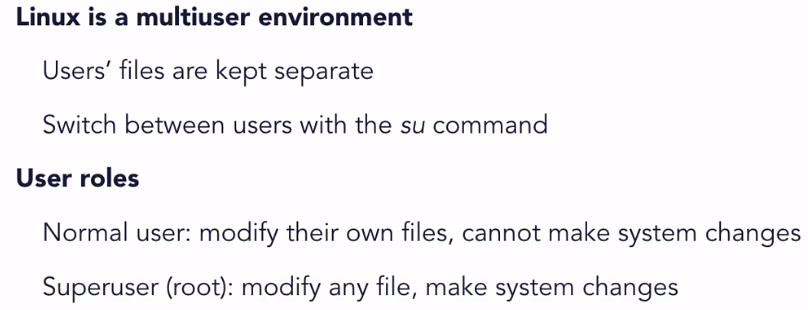 Linux is a multiuser environment
Users’ files are kept separate
Switch between users with the su command
User roles
Normal user: modify their own files, cannot make system changes
Superuser (root): modify any file, make system changes